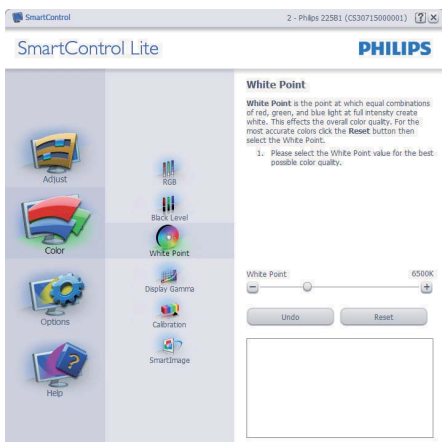 SmartControl
2 - Philips 225B1 (CS30715000001)
SmartControl Lite
PHILIPS
Adjust
Color
Options
Help
RGB
Black Level
White Point
Display Gamma
Calibration
SmartImage
White Point
White Point is the point at which equal combinations
of red, green, and blue light at full intensity create
white. This effects the overall color quality. For the
most accurate colors click the Reset button then
select the White Point.
1. Please select the White Point value for the best
possible color quality.
White Point 6500K
Undo Reset